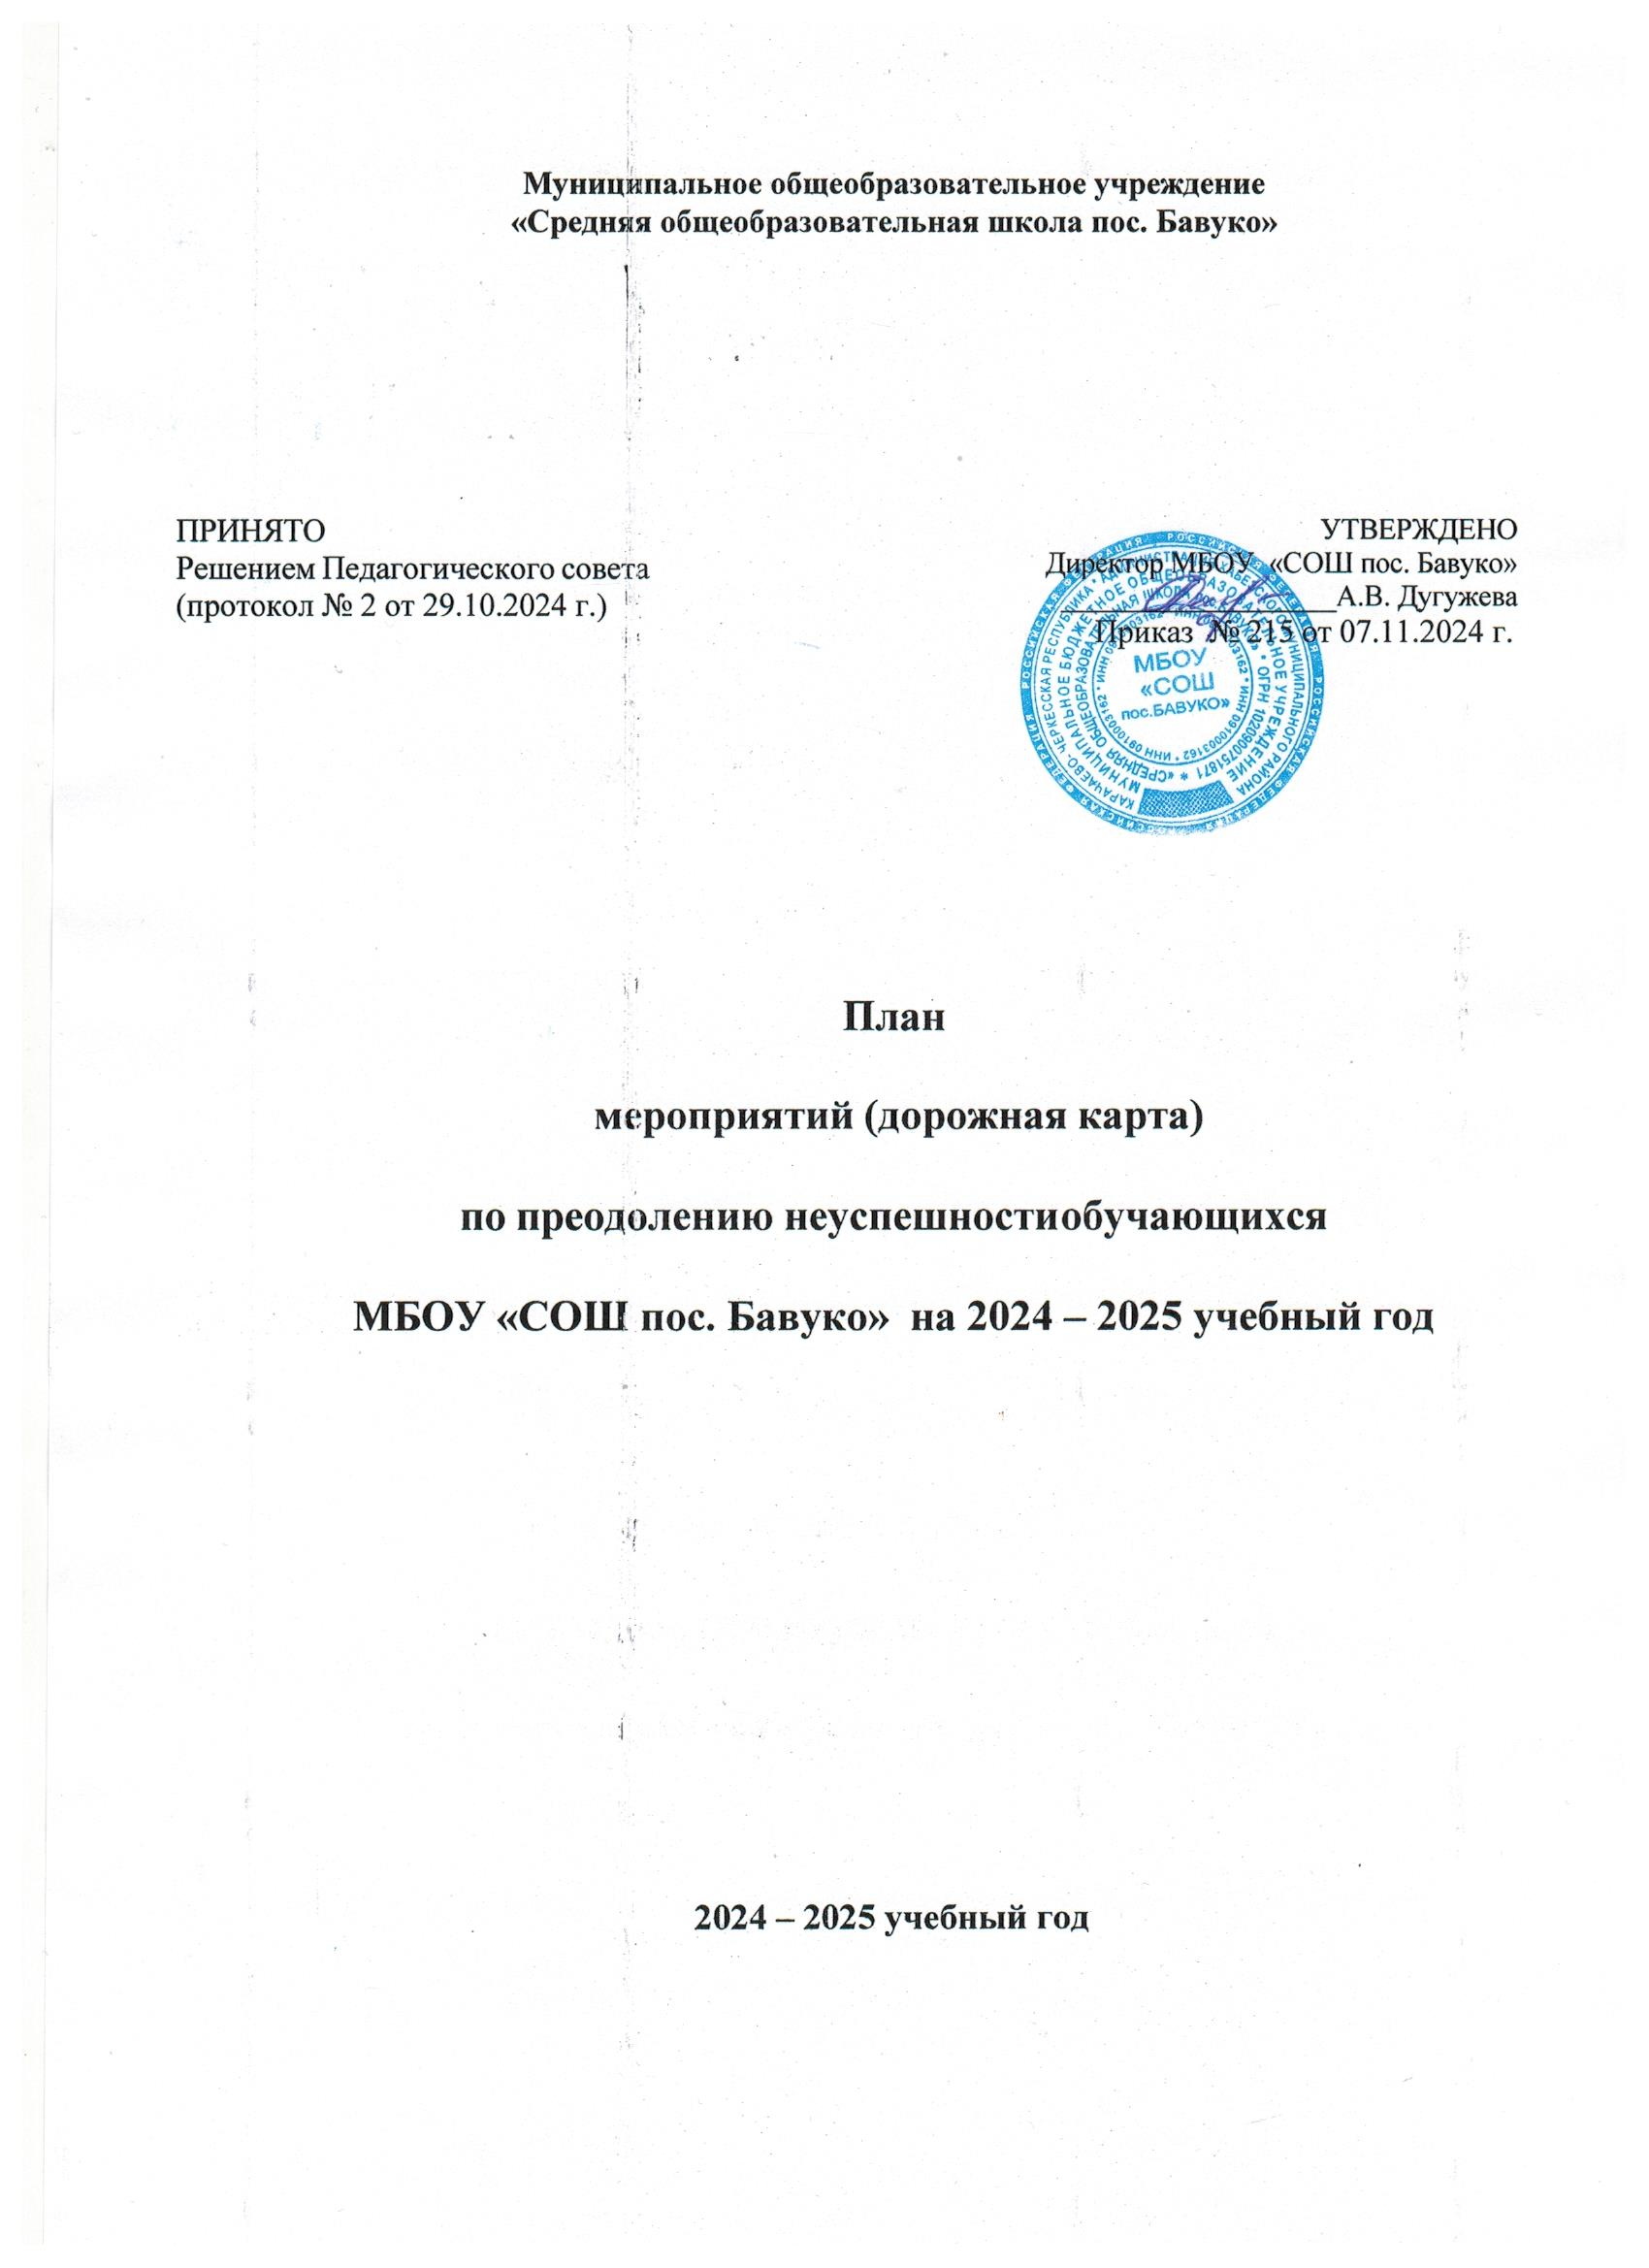 Муниципальное общеобразовательное учреждение
«Средняя общеобразовательная школа пос. Бавуко»
ПРИНЯТО
Решением Педагогического совета
(протокол № 2 от 29.10.2024 г.)
УТВЕРЖДЕНО
Директор МБОУ «СОШ пос. Бавуко»
А.В. Дугужева
Приказ № 215 от 07.11.2024 г.
МБОУ
«СОШ
пос.БАВУКО»
План
мероприятий (дорожная карта)
по преодолению неуспешностиобучающихся
МБОУ «СОШ пос. Бавуко» на 2024 – 2025 учебный год
2024 – 2025 учебный год